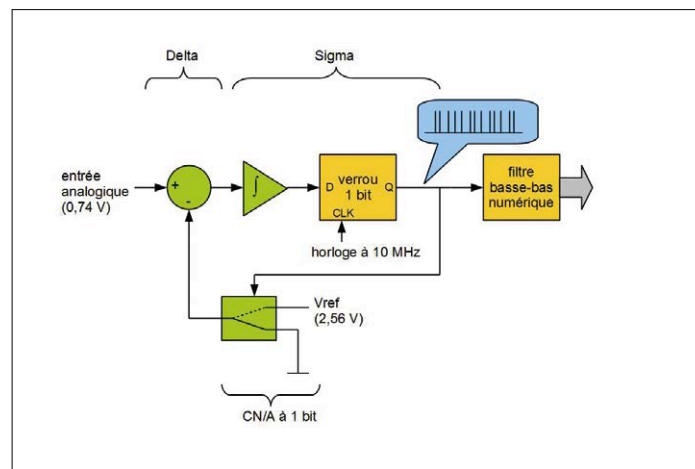 Delta
Sigma
entrée
analogique
(0,74 V)
+
-
∫
D
verrou
1 bit
Q
CLK
filtre
basse-bas
numérique
horloge à 10 MHz
Vref
(2,56 V)
CN/A à 1 bit